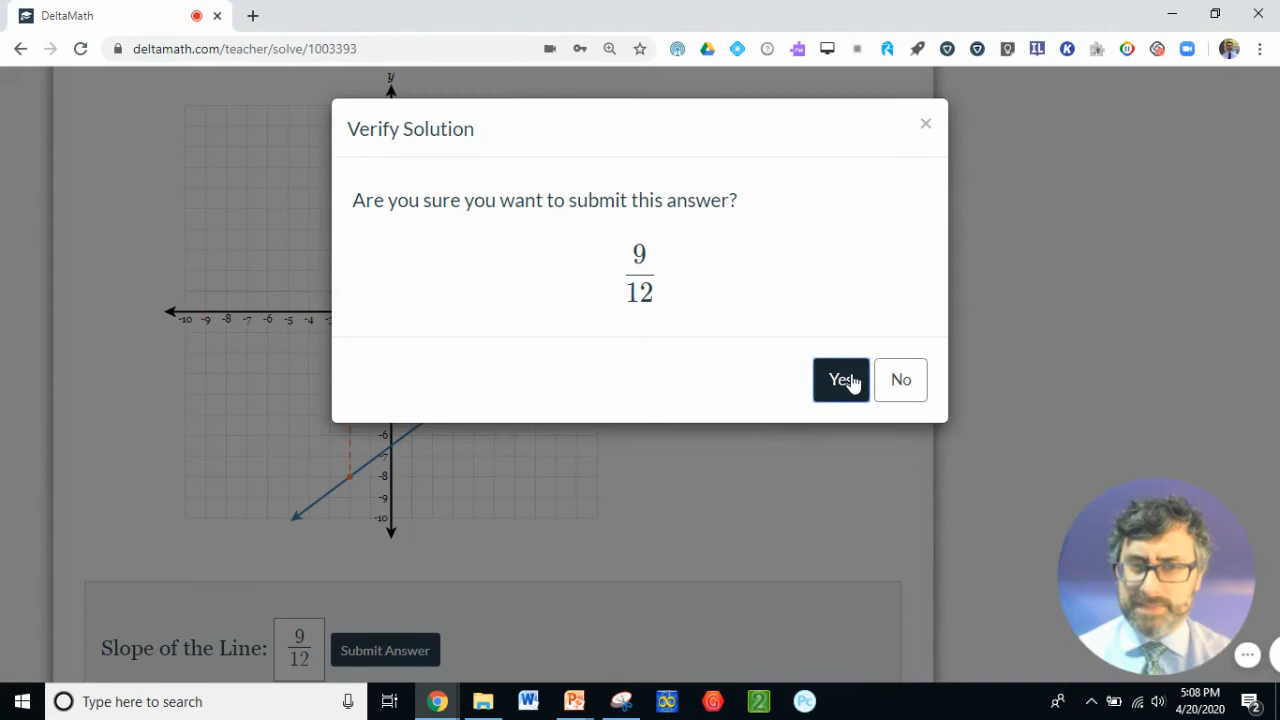 DeltaMath
deltamath.com/teacher/solve/1003393
y
Verify Solution
×
Are you sure you want to submit this answer?
9
12
Yes
No
-10 -9 -8 -7 -6 -5 -4
-6
-7
-8
-9
-10
Slope of the Line:
9
12
Submit Answer
Type here to search
5:08 PM
4/20/2020